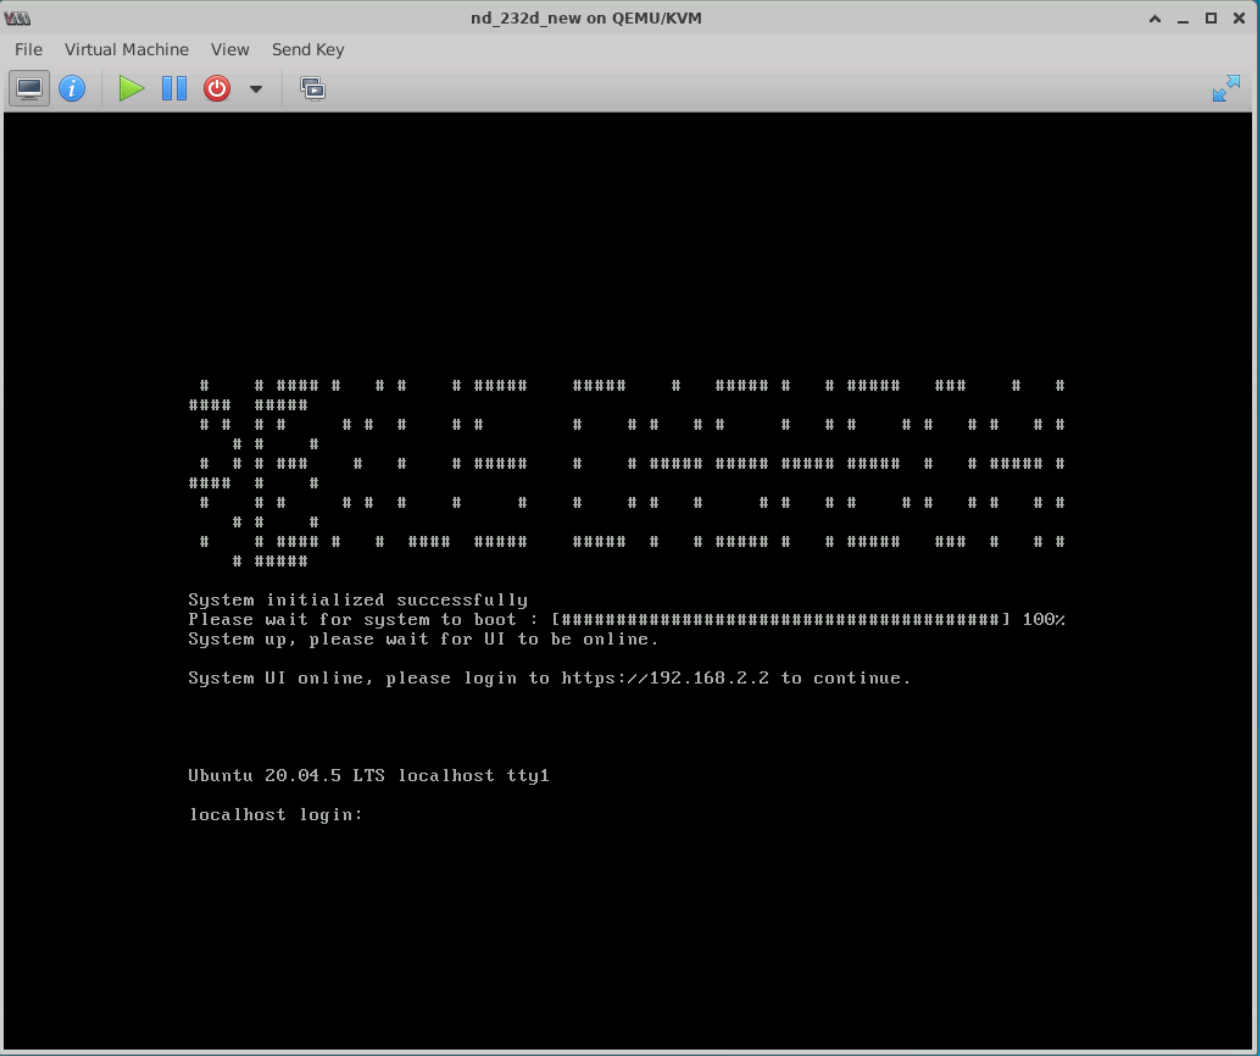 nd_232d_new on QEMU/KVM
File Virtual Machine View Send Key
#    # #### #   # #    # #####    #####    #   ##### #   # #####   ###    #   #
####  #####
# #  # #     # #  #    # #        #    # #   # #     #   # #    # #   # #   # #
# #    #
#  # # ###    #   #    # #####    #    # ##### ##### ##### #####  #   # ##### #
####  #    #
#    # #     # #  #    #     #    #    # #   #     # #   # #    # #   # #   # #
# #    #
#    # #### #   #  ####  #####    #####  #   # ##### #   # #####   ###  #   # #
# #####
System initialized successfully
Please wait for system to boot : [########################################] 100%
System up, please wait for UI to be online.
System UI online, please login to https://192.168.2.2 to continue.
Ubuntu 20.04.5 LTS localhost tty1
localhost login: